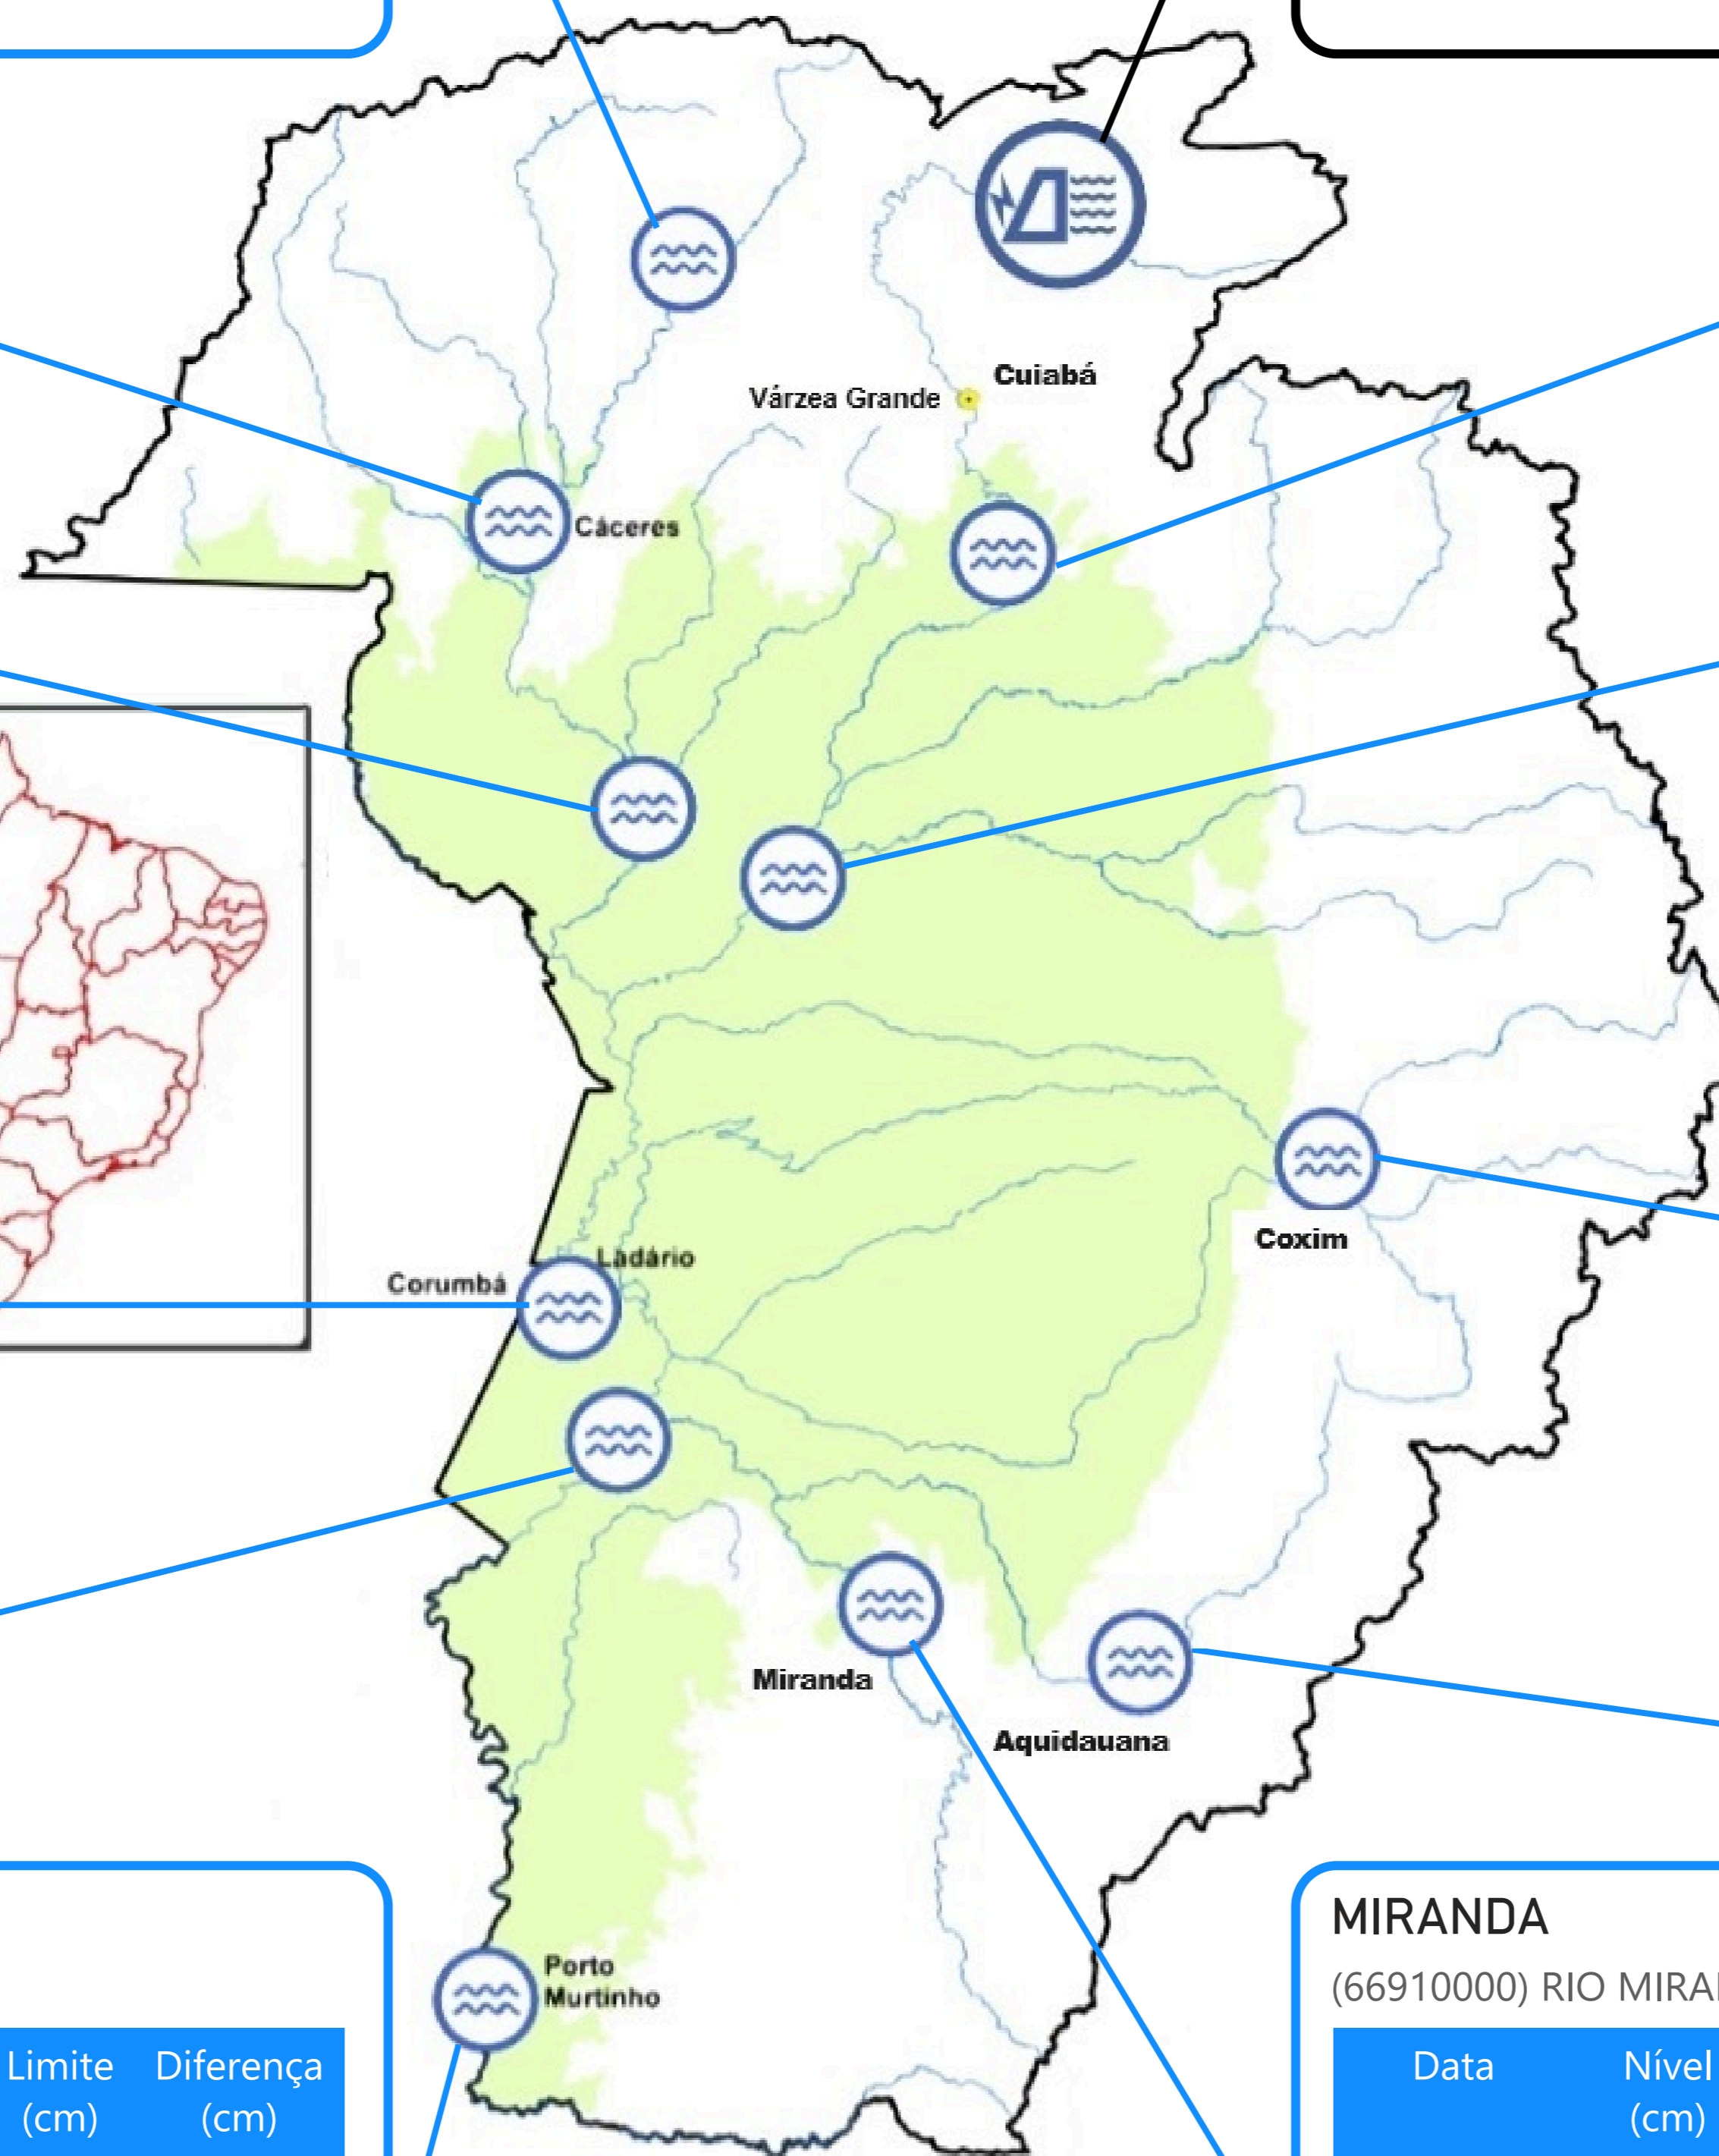 Cuiabá
Várzea Grande
Cáceres
Coxim
Ladário
Corumbá
Miranda
Aquidauana
Porto
Murtinho
MIRANDA
(66910000) RIO
Limite Diferença
(cm) (cm)
Data Nível
(cm)